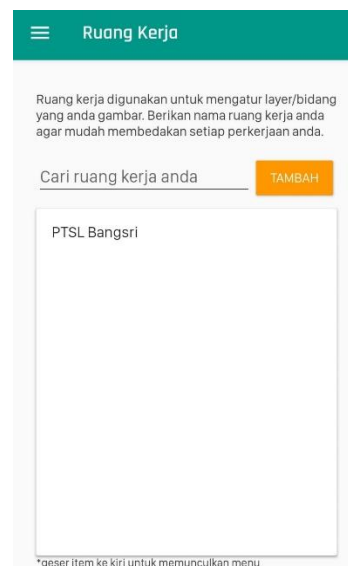 Ruang Kerja
Ruang kerja digunakan untuk mengatur layer/bidang
yang anda gambar. Berikan nama ruang kerja anda
agar mudah membedakan setiap perkerjaan anda.
Cari ruang kerja anda
TAMBAH
PTSL Bangsri
*geser item ke kiri untuk memunculkan menu